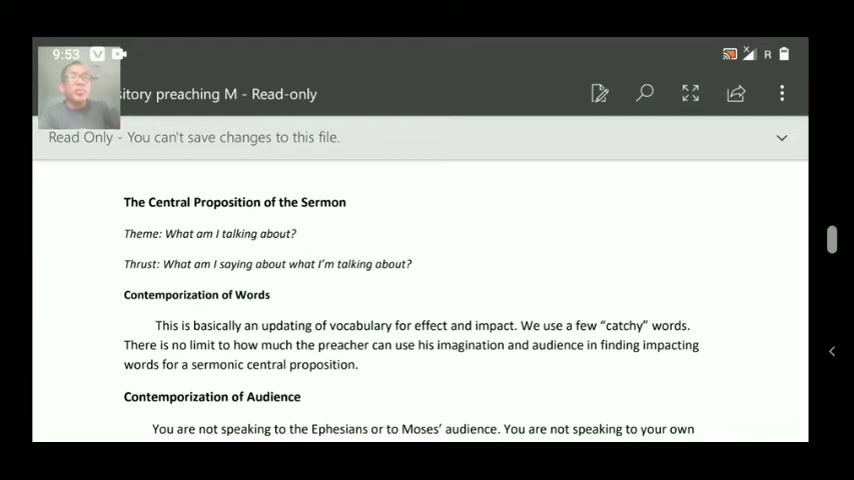 9:53
R
sitory preaching M - Read-only
Read Only - You can't save changes to this file.
The Central Proposition of the Sermon
Theme: What am I talking about?
Thrust: What am I saying about what I'm talking about?
Contemporization of Words
This is basically an updating of vocabulary for effect and impact. We use a few “catchy” words.
There is no limit to how much the preacher can use his imagination and audience in finding impacting
words for a sermonic central proposition.
Contemporization of Audience
You are not speaking to the Ephesians or to Moses’ audience. You are not speaking to your own